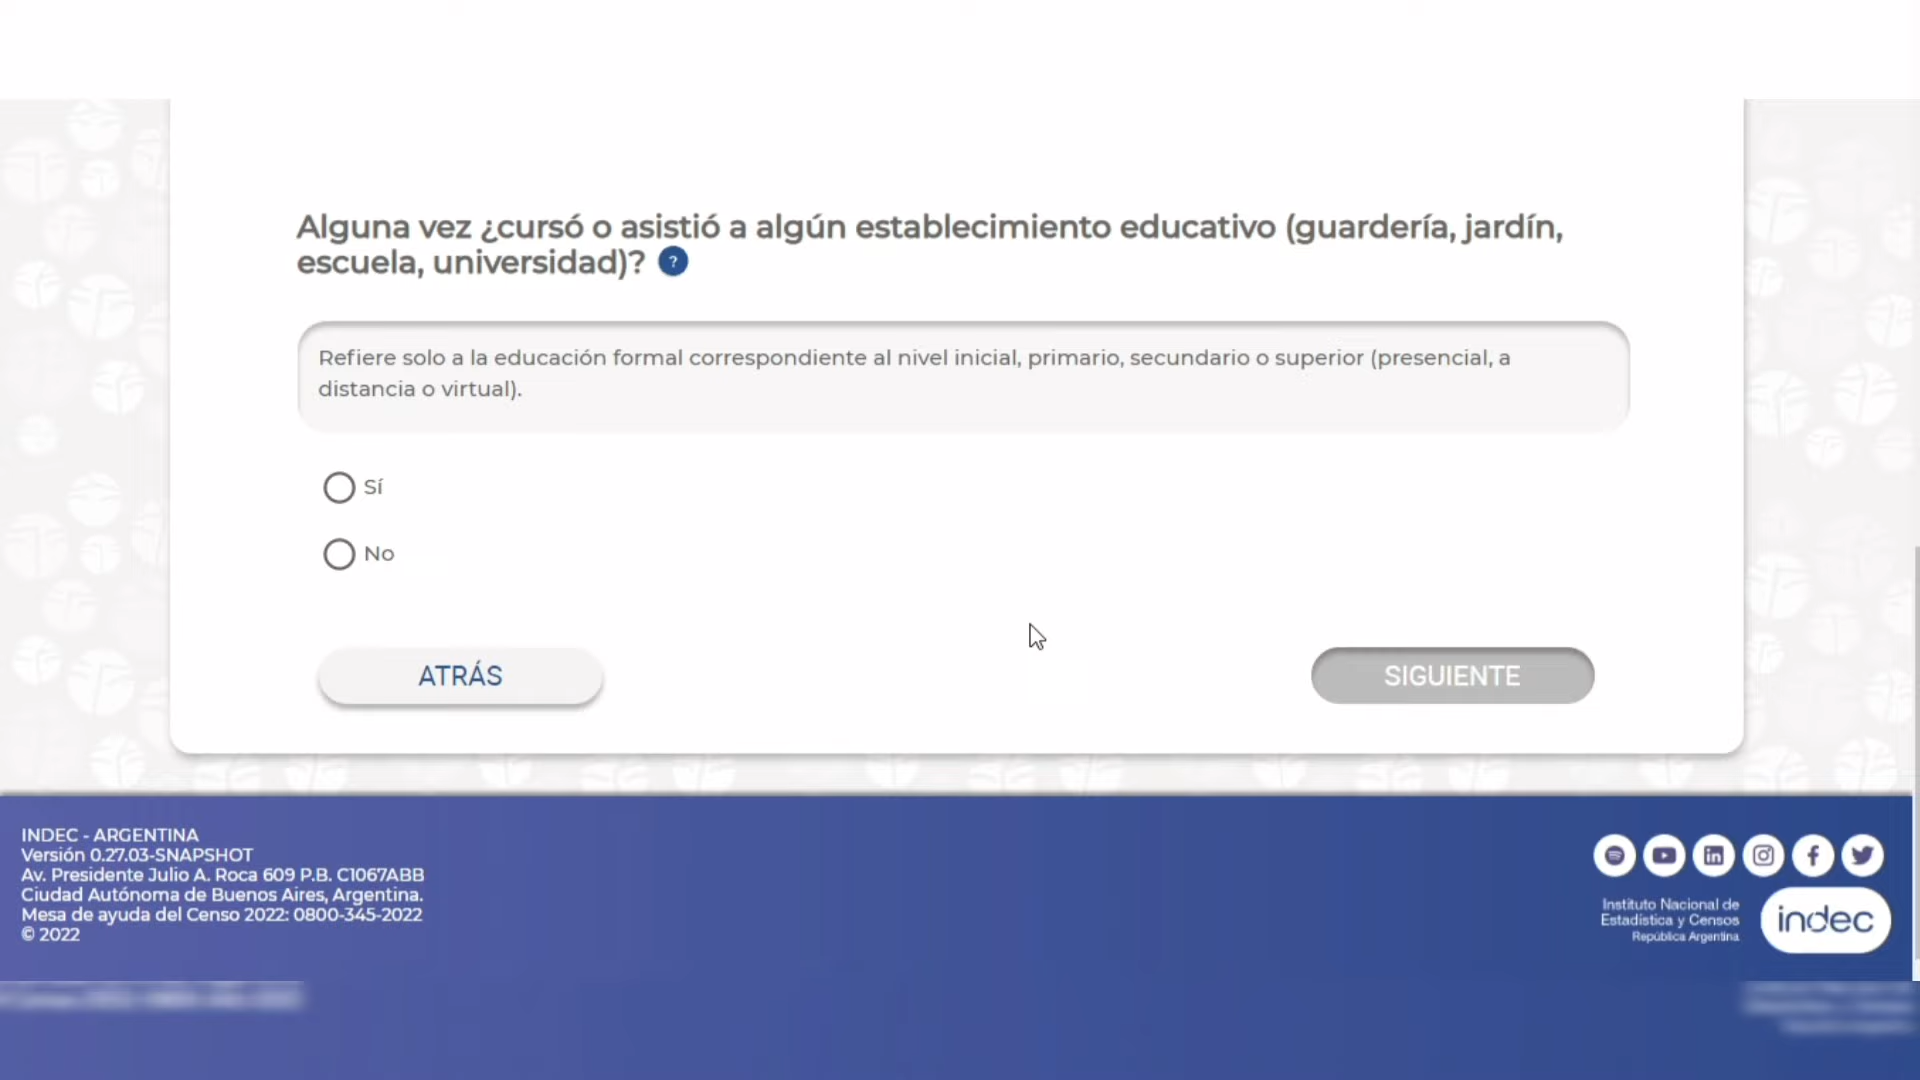 Alguna vez ¿cursó o asistió a algún establecimiento educativo (guardería, jardín,
escuela, universidad)? ?
Refiere solo a la educación formal correspondiente al nivel inicial, primario, secundario o superior (presencial, a
distancia o virtual).
Sí
No
ATRÁS
SIGUIENTE
INDEC - ARGENTINA
Versión 0.27.03-SNAPSHOT
Av. Presidente Julio A. Roca 609 P.B. C1067ABB
Ciudad Autónoma de Buenos Aires, Argentina.
Mesa de ayuda del Censo 2022: 0800-345-2022
© 2022
Instituto Nacional de
Estadística y Censos
República Argentina
indec